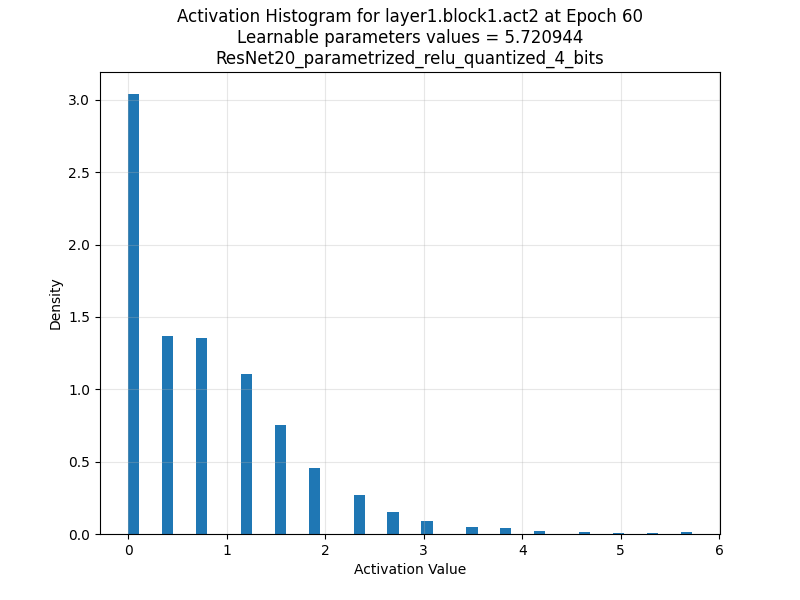 Activation Histogram for layer1.block1.act2 at Epoch 60
Learnable parameters values = 5.720944
ResNet20_parametrized_relu_quantized_4_bits
3.0
2.5
2.0
1.5
1.0
0.5
0.0
Density
0 1 2 3 4 5 6
Activation Value